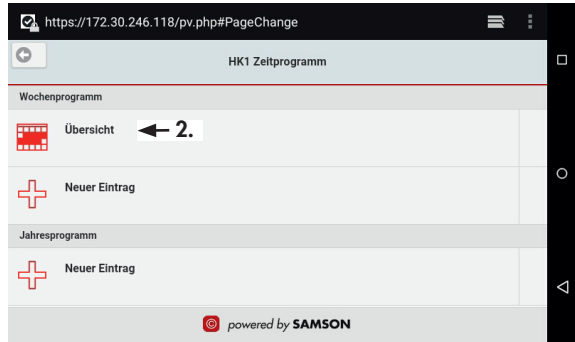 https://172.30.246.118/pv.php#PageChange
HK1 Zeitprogramm
Wochenprogramm
Übersicht 2.
Neuer Eintrag
Jahresprogramm
Neuer Eintrag
© powered by SAMSON